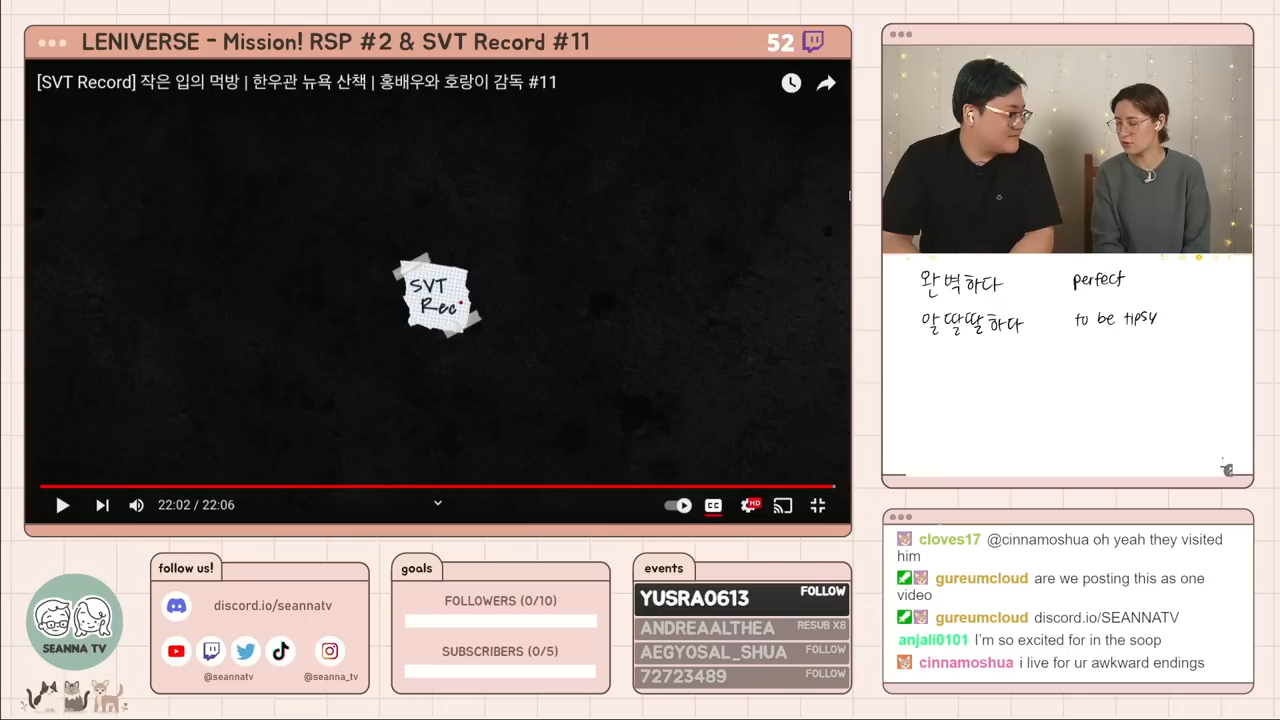 LENIVERSE - Mission! RSP #2 & SVT Record #11
52
[SVT Record] 작은 입의 먹방 | 한우관 뉴욕 산책 | 홍배우와 호랑이 감독 #11
SVT
Rec
22:02 / 22:06
CC
HD
완벽하다 perfect
알딸딸하다 to be tipsy
cloves17 @cinnamoshua oh yeah they visited
him
gureumcloud are we posting this as one
video
gureumcloud discord.io/SEANNATV
anjali0101 I'm so excited for in the soop
cinnamoshua i live for ur awkward endings
SEANNA TV
follow us!
discord.io/seannatv
@seannatv
@seanna_tv
goals
FOLLOWERS (0/10)
SUBSCRIBERS (0/5)
events
YUSRA0613 FOLLOW
ANDREAALTHEA RESUB X8
AEGYOSAL_SHUA FOLLOW
72723489 FOLLOW